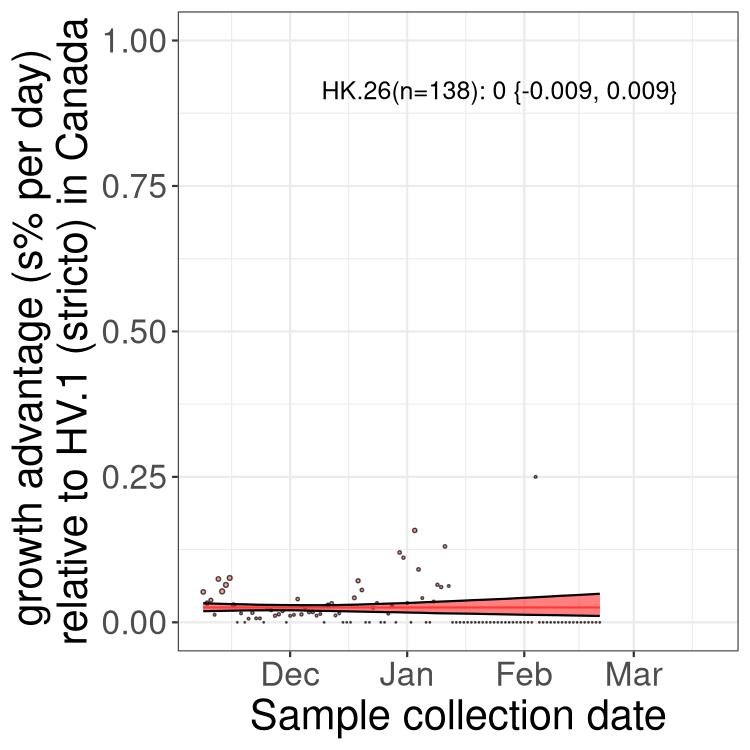 growth advantage (s% per day)
relative to HV.1 (stricto) in Canada
1.00
0.75
0.50
0.25
0.00
HK.26(n=138): 0 {-0.009, 0.009}
Dec
Jan
Feb
Mar
Sample collection date